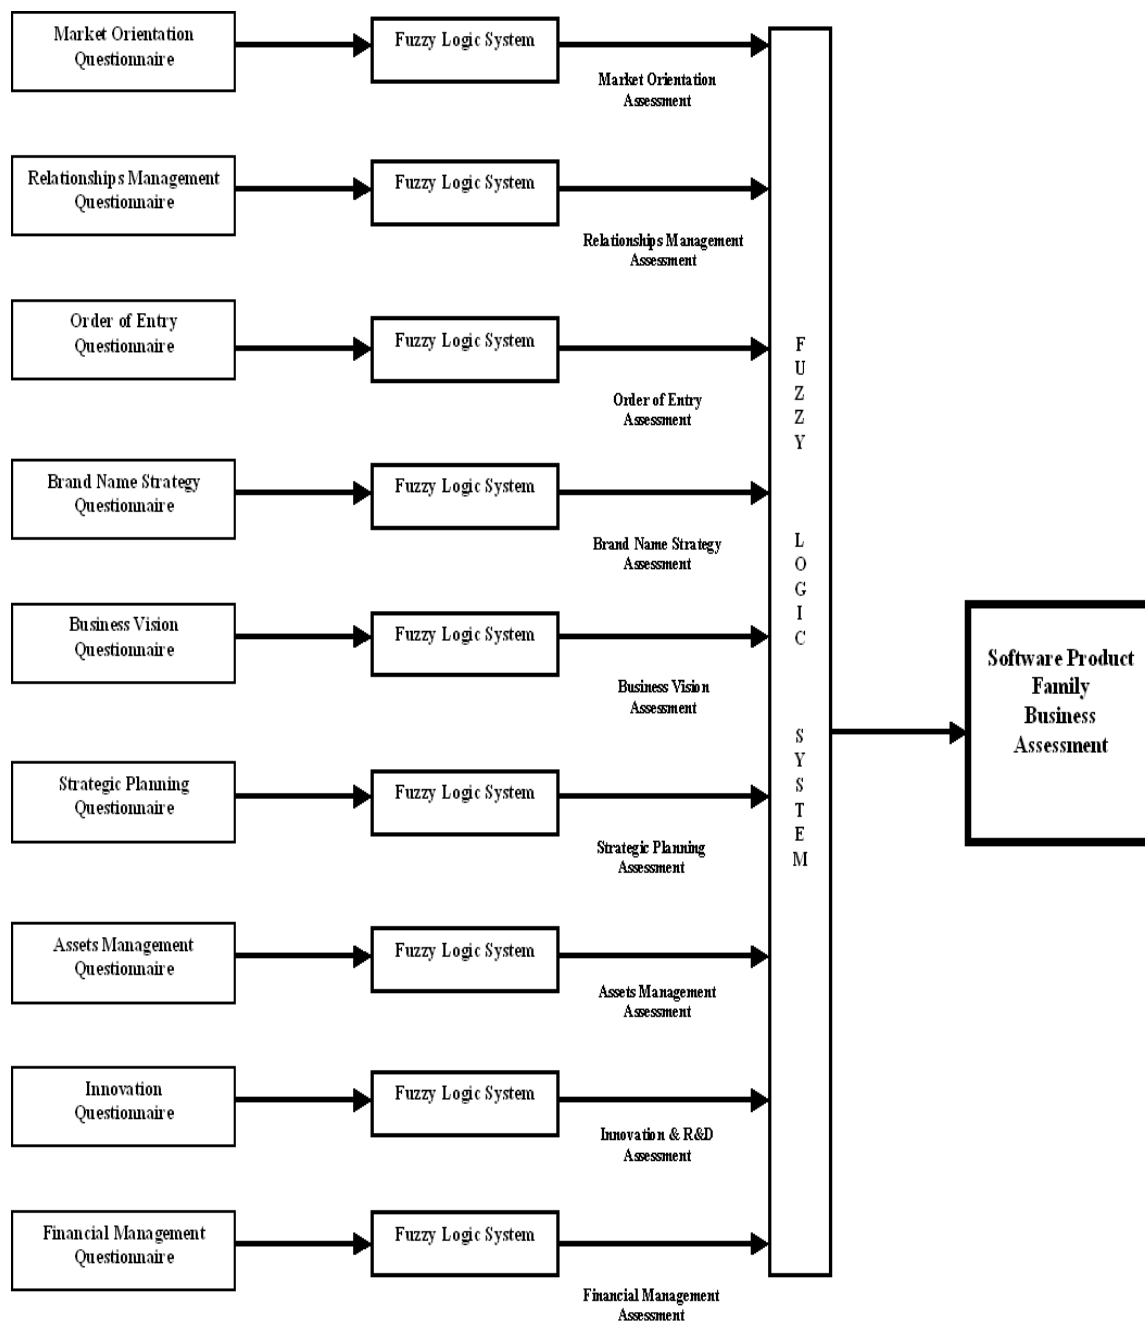 Market Orientation
Questionnaire
Fuzzy Logic System
Market Orientation
Assessment
Relationships Management
Questionnaire
Fuzzy Logic System
Relationships Management
Assessment
Order of Entry
Questionnaire
Fuzzy Logic System
Order of Entry
Assessment
Brand Name Strategy
Questionnaire
Fuzzy Logic System
Brand Name Strategy
Assessment
Business Vision
Questionnaire
Fuzzy Logic System
Business Vision
Assessment
Strategic Planning
Questionnaire
Fuzzy Logic System
Strategic Planning
Assessment
Assets Management
Questionnaire
Fuzzy Logic System
Assets Management
Assessment
Innovation
Questionnaire
Fuzzy Logic System
Innovation & R&D
Assessment
Financial Management
Questionnaire
Fuzzy Logic System
Financial Management
Assessment
FUZZY
LOGIC
SYSTEM
Software Product
Family
Business
Assessment